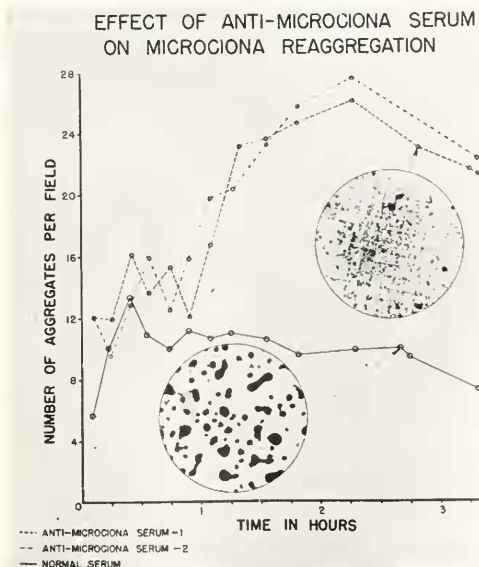 EFFECT OF ANTI-MICROCIONA SERUM
ON MICROCIONA REAGGREGATION
NUMBER OF AGGREGATES PER FIELD
28
24
20
16
12
8
4
0
1
2
3
TIME IN HOURS
ANTI-MICROCIONA SERUM-1
ANTI-MICROCIONA SERUM-2
NORMAL SERUM